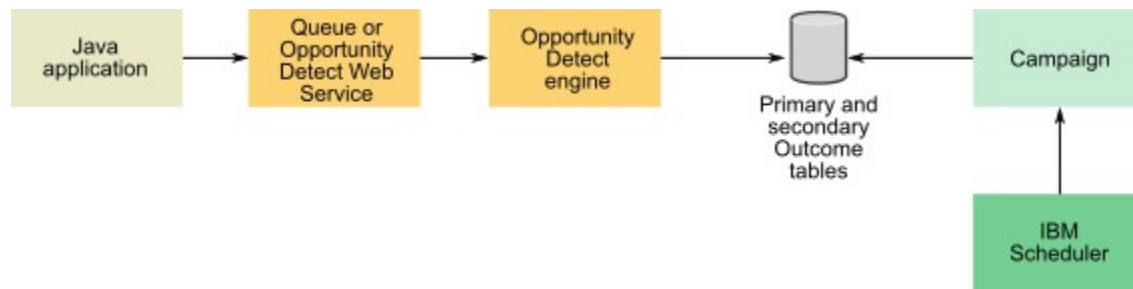 Java
application
Queue or
Opportunity
Detect Web
Service
Opportunity
Detect
engine
Primary and
secondary
Outcome
tables
Campaign
IBM
Scheduler